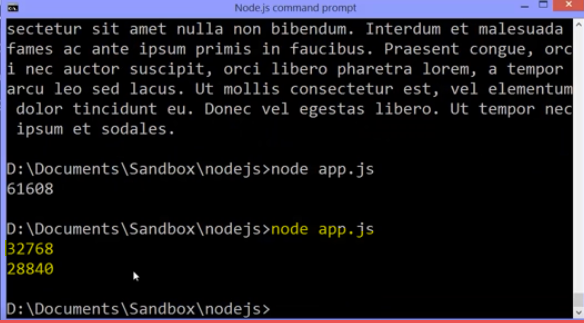 Node.js command prompt
sectetur sit amet nulla non bibendum. Interdum et malesuada
fames ac ante ipsum primis in faucibus. Praesent congue, orc
i nec auctor suscipit, orci libero pharetra lorem, a tempor
arcu leo sed lacus. Ut mollis consectetur est, vel elementum
dolor tincidunt eu. Donec vel egestas libero. Ut tempor nec
ipsum et sodales.
D:\Documents\Sandbox\nodejs>node app.js
61608
D:\Documents\Sandbox\nodejs>node app.js
32768
28840
D:\Documents\Sandbox\nodejs>